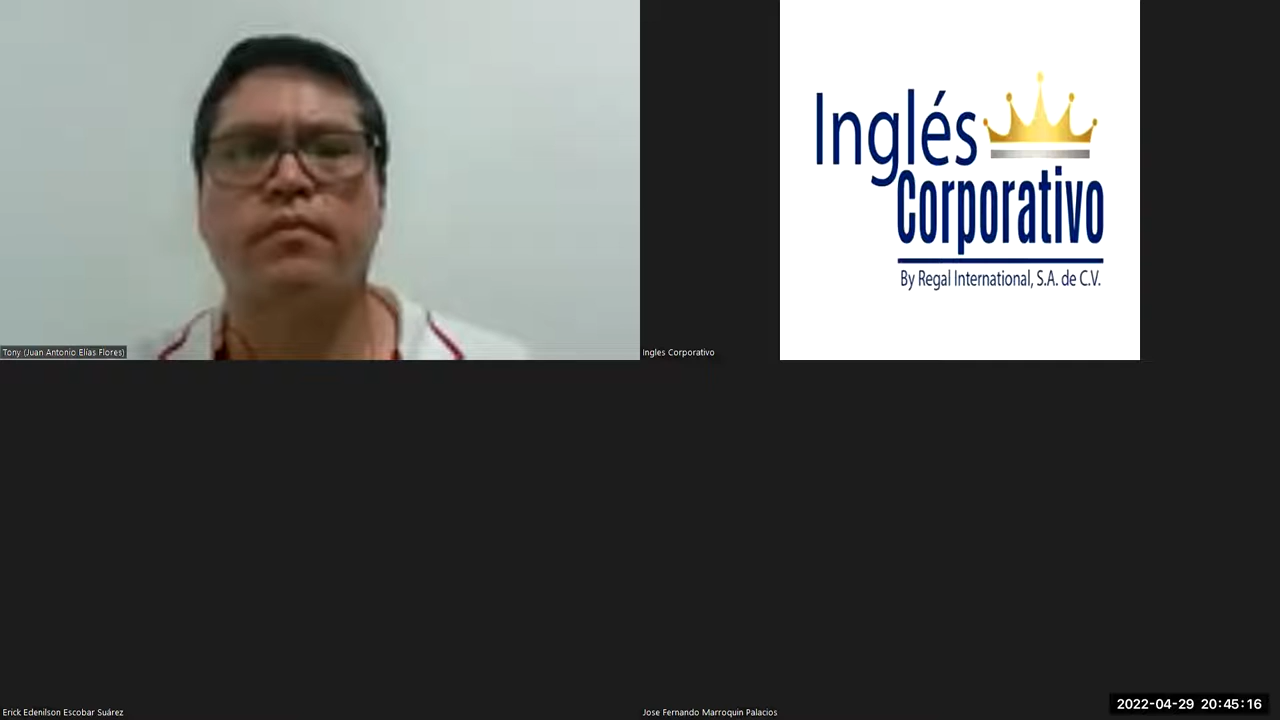 Inglés
Corporativo
By Regal International, S.A. de C.V.
Tony (Juan Antonio Elías Flores)
Ingles Corporativo
Erick Edenilson Escobar Suárez
Jose Fernando Marroquin Palacios
2022-04-29 20:45:16